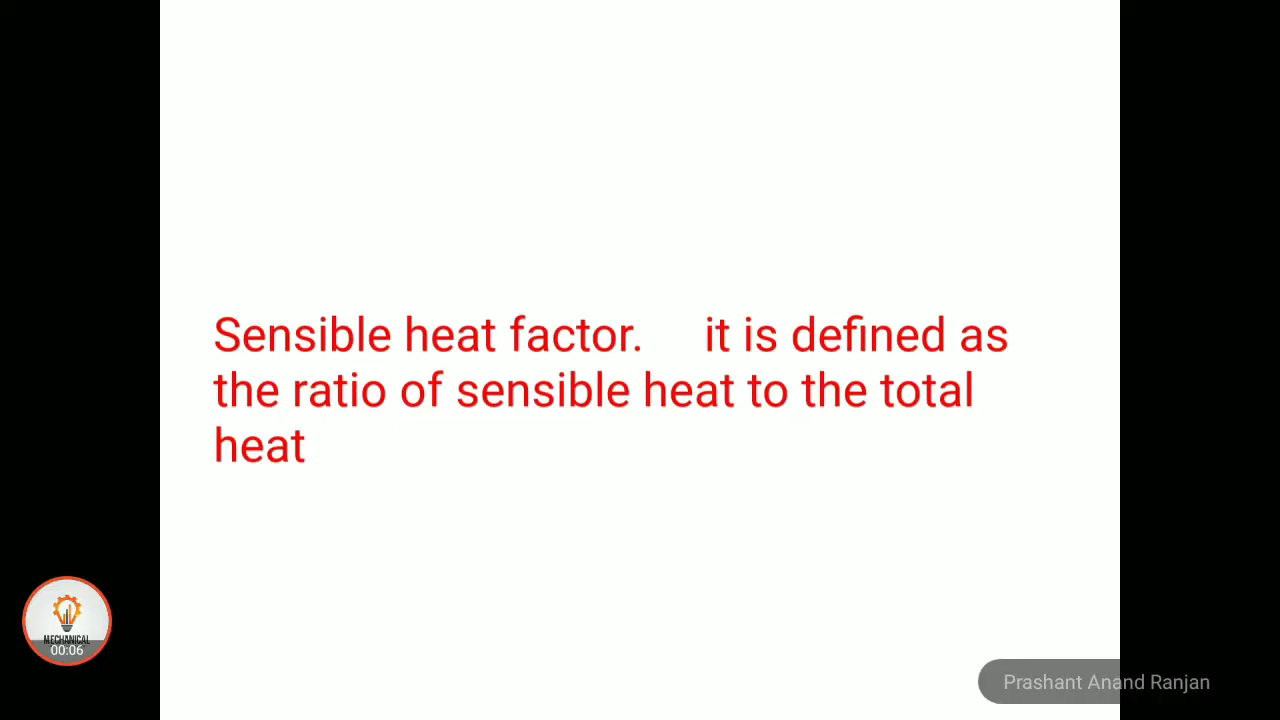 Sensible heat factor.     it is defined as
the ratio of sensible heat to the total
heat
MECHANICAL
00:06
Prashant Anand Ranjan